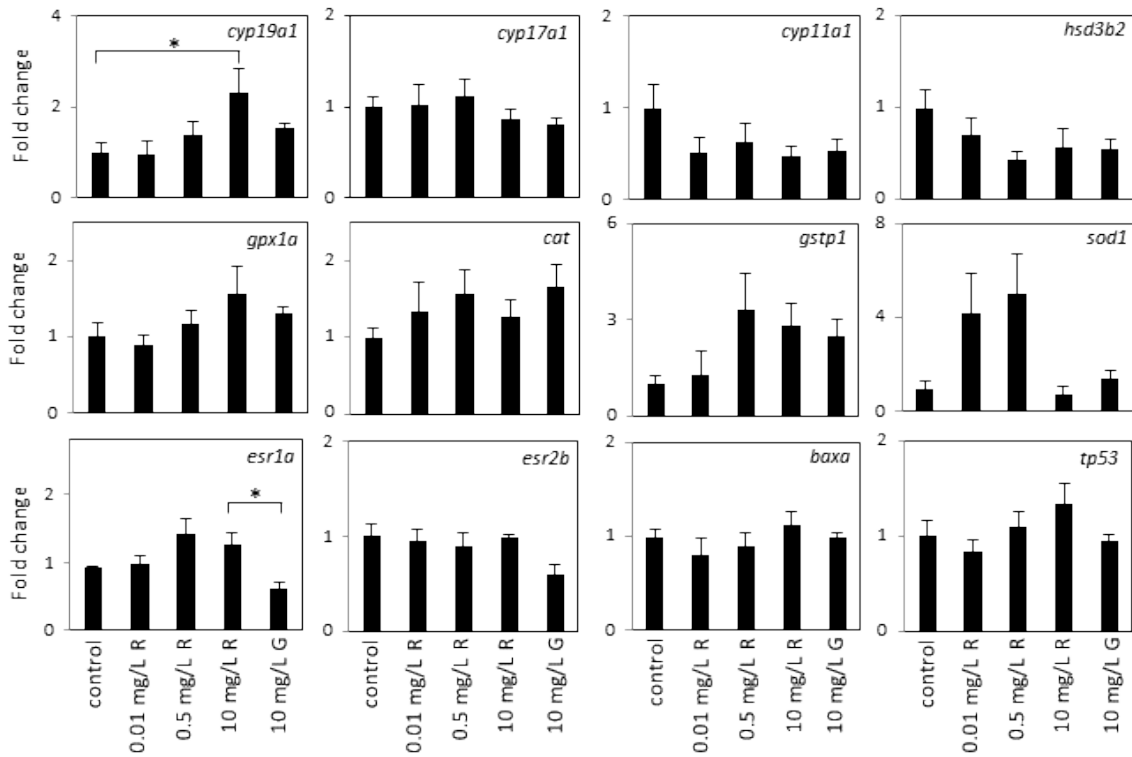 4
cyp19a1
*
2
Fold change
0
2
cyp17a1
1
0
2
cyp11a1
1
0
2
hsd3b2
1
0
gpx1a
2
Fold change
1
0
cat
2
1
0
6
gstp1
3
0
8
sod1
4
0
esr1a
2
*
Fold change
1
0
2
esr2b
1
0
2
baxa
1
0
2
tp53
1
0
control
0.01 mg/L R
0.5 mg/L R
10 mg/L R
10 mg/L G
control
0.01 mg/L R
0.5 mg/L R
10 mg/L R
10 mg/L G
control
0.01 mg/L R
0.5 mg/L R
10 mg/L R
10 mg/L G
control
0.01 mg/L R
0.5 mg/L R
10 mg/L R
10 mg/L G